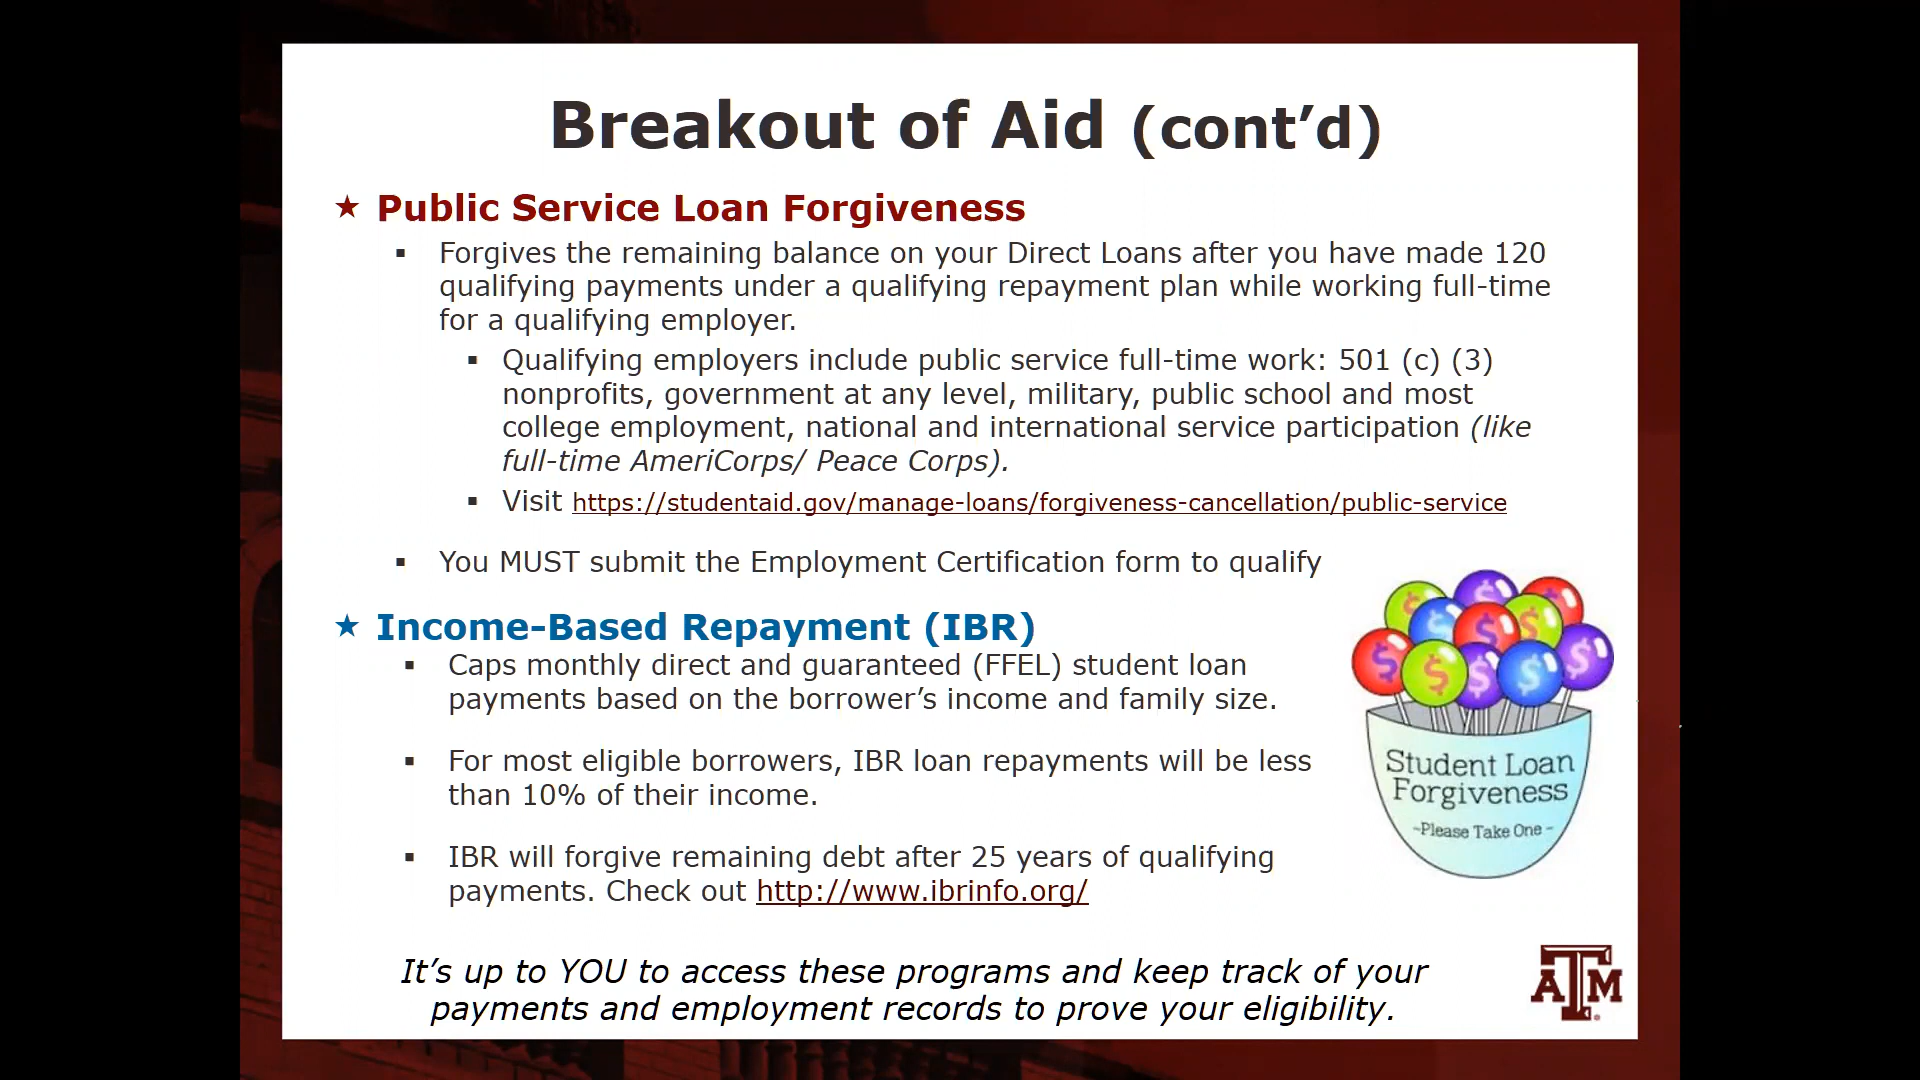 Breakout of Aid (cont’d)
★ Public Service Loan Forgiveness
▪ Forgives the remaining balance on your Direct Loans after you have made 120
qualifying payments under a qualifying repayment plan while working full-time
for a qualifying employer.
▪ Qualifying employers include public service full-time work: 501 (c) (3)
nonprofits, government at any level, military, public school and most
college employment, national and international service participation (like
full-time AmeriCorps/ Peace Corps).
▪ Visit https://studentaid.gov/manage-loans/forgiveness-cancellation/public-service
▪ You MUST submit the Employment Certification form to qualify
★ Income-Based Repayment (IBR)
▪ Caps monthly direct and guaranteed (FFEL) student loan
payments based on the borrower’s income and family size.
▪ For most eligible borrowers, IBR loan repayments will be less
than 10% of their income.
▪ IBR will forgive remaining debt after 25 years of qualifying
payments. Check out http://www.ibrinfo.org/
Student Loan
Forgiveness
~Please Take One ~
It’s up to YOU to access these programs and keep track of your
payments and employment records to prove your eligibility.
ATM